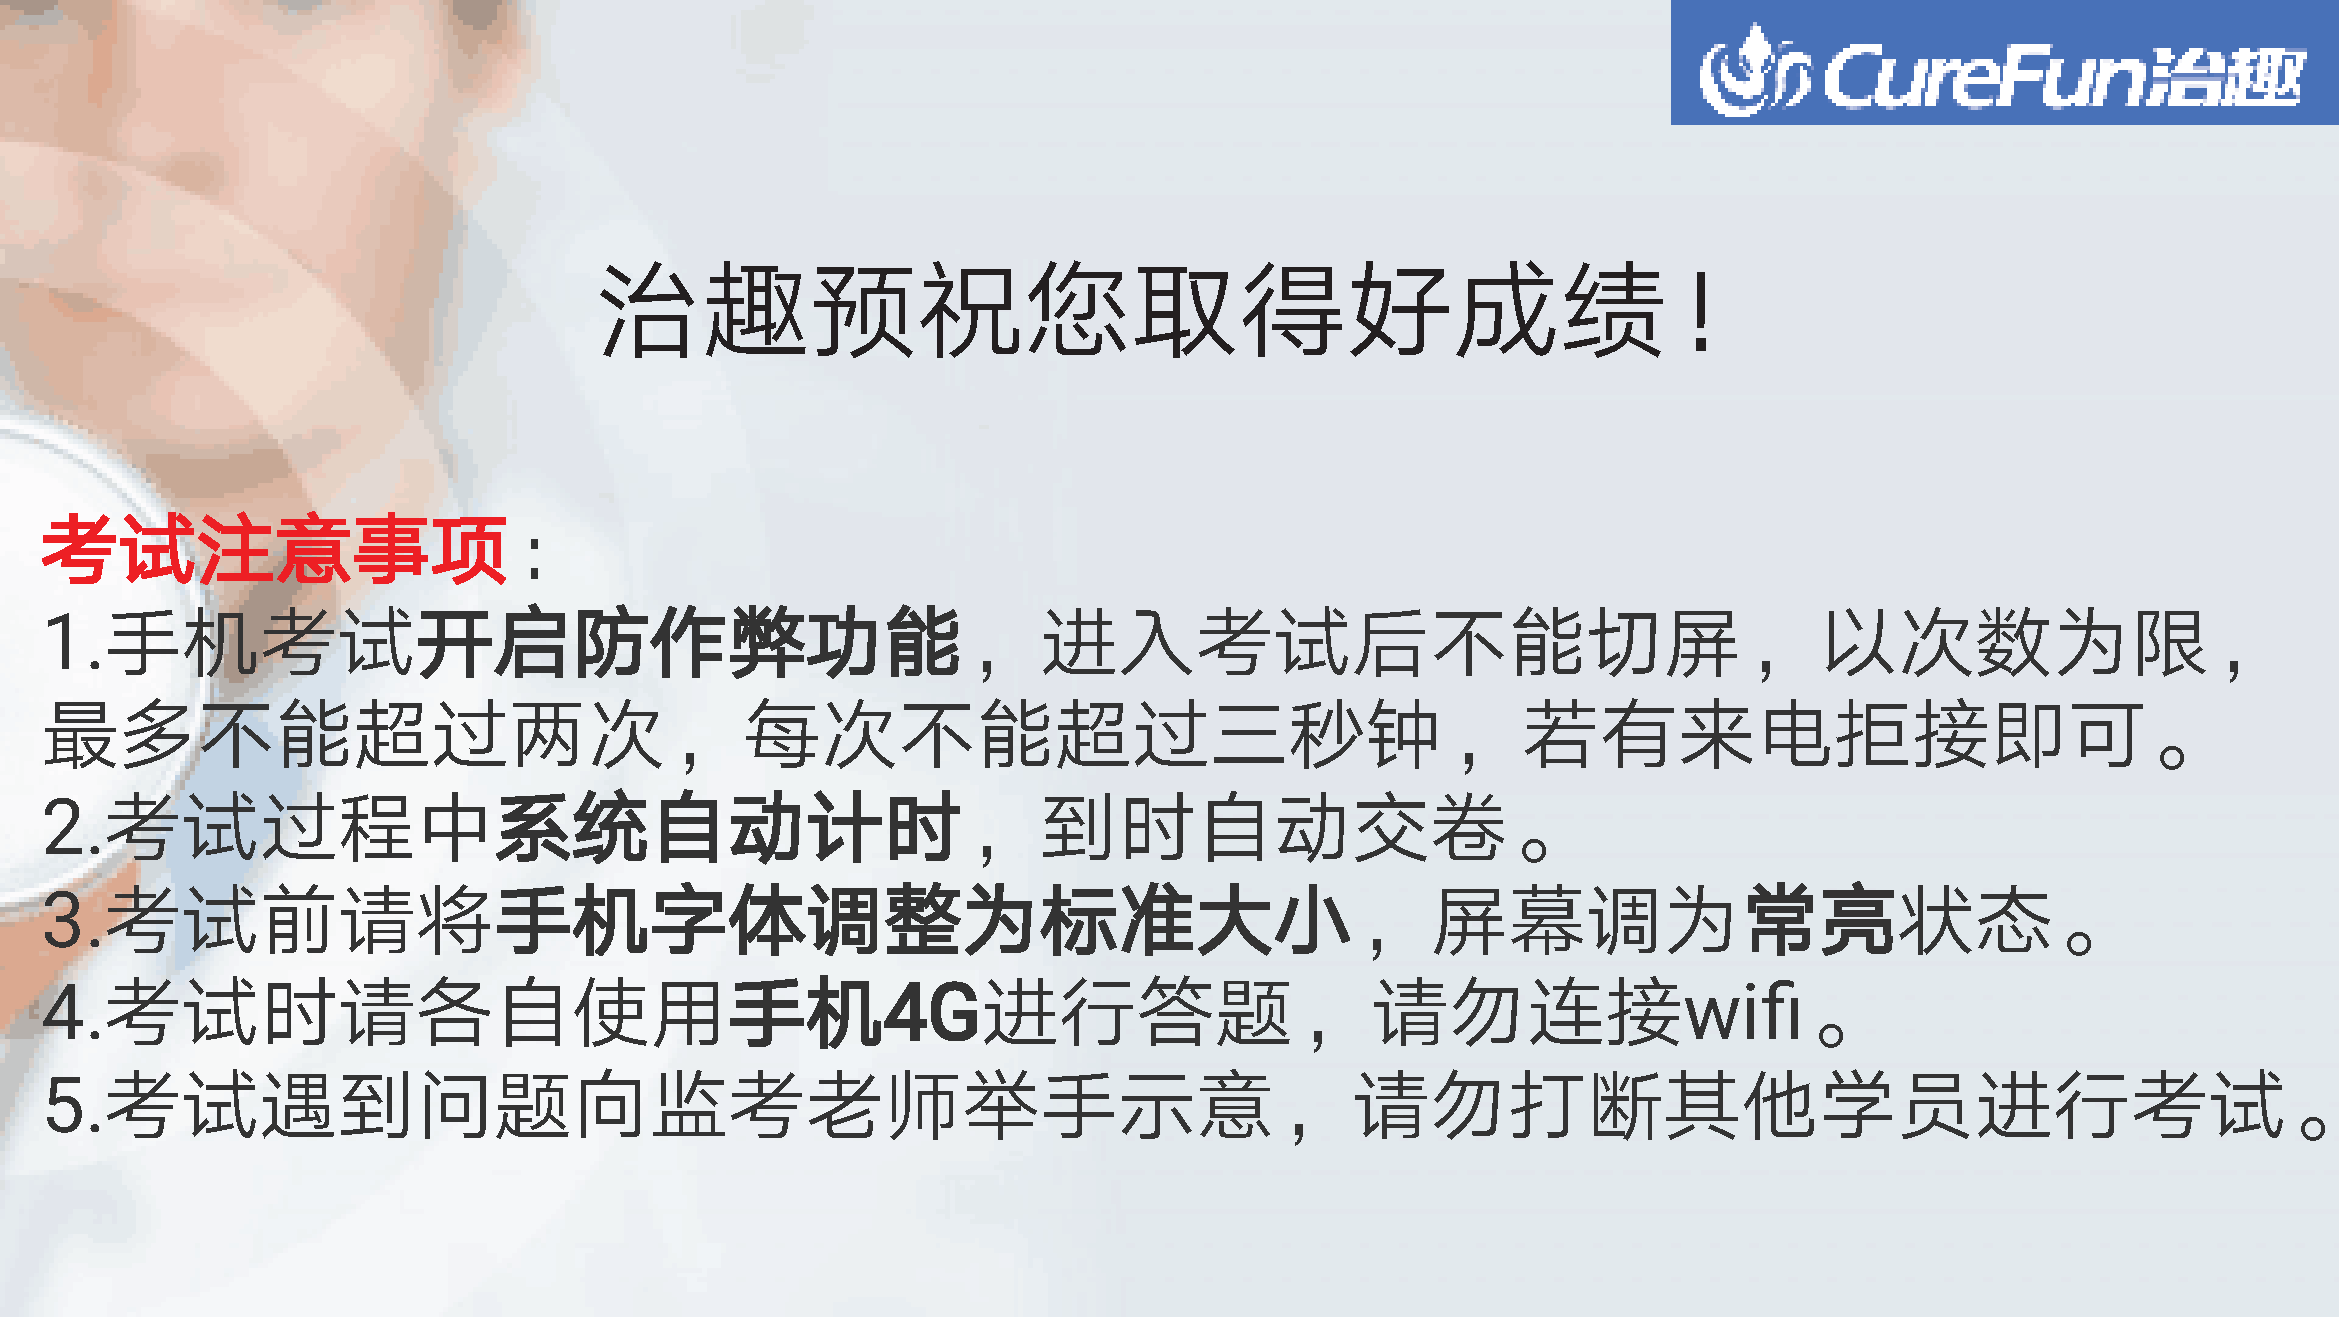 CureFun治趣
治趣预祝您取得好成绩！
考试注意事项：
1.手机考试开启防作弊功能，进入考试后不能切屏，以次数为限，
最多不能超过两次，每次不能超过三秒钟，若有来电拒接即可。
2.考试过程中系统自动计时，到时自动交卷。
3.考试前请将手机字体调整为标准大小，屏幕调为常亮状态。
4.考试时请各自使用手机4G进行答题，请勿连接wifi。
5.考试遇到问题向监考老师举手示意，请勿打断其他学员进行考试。